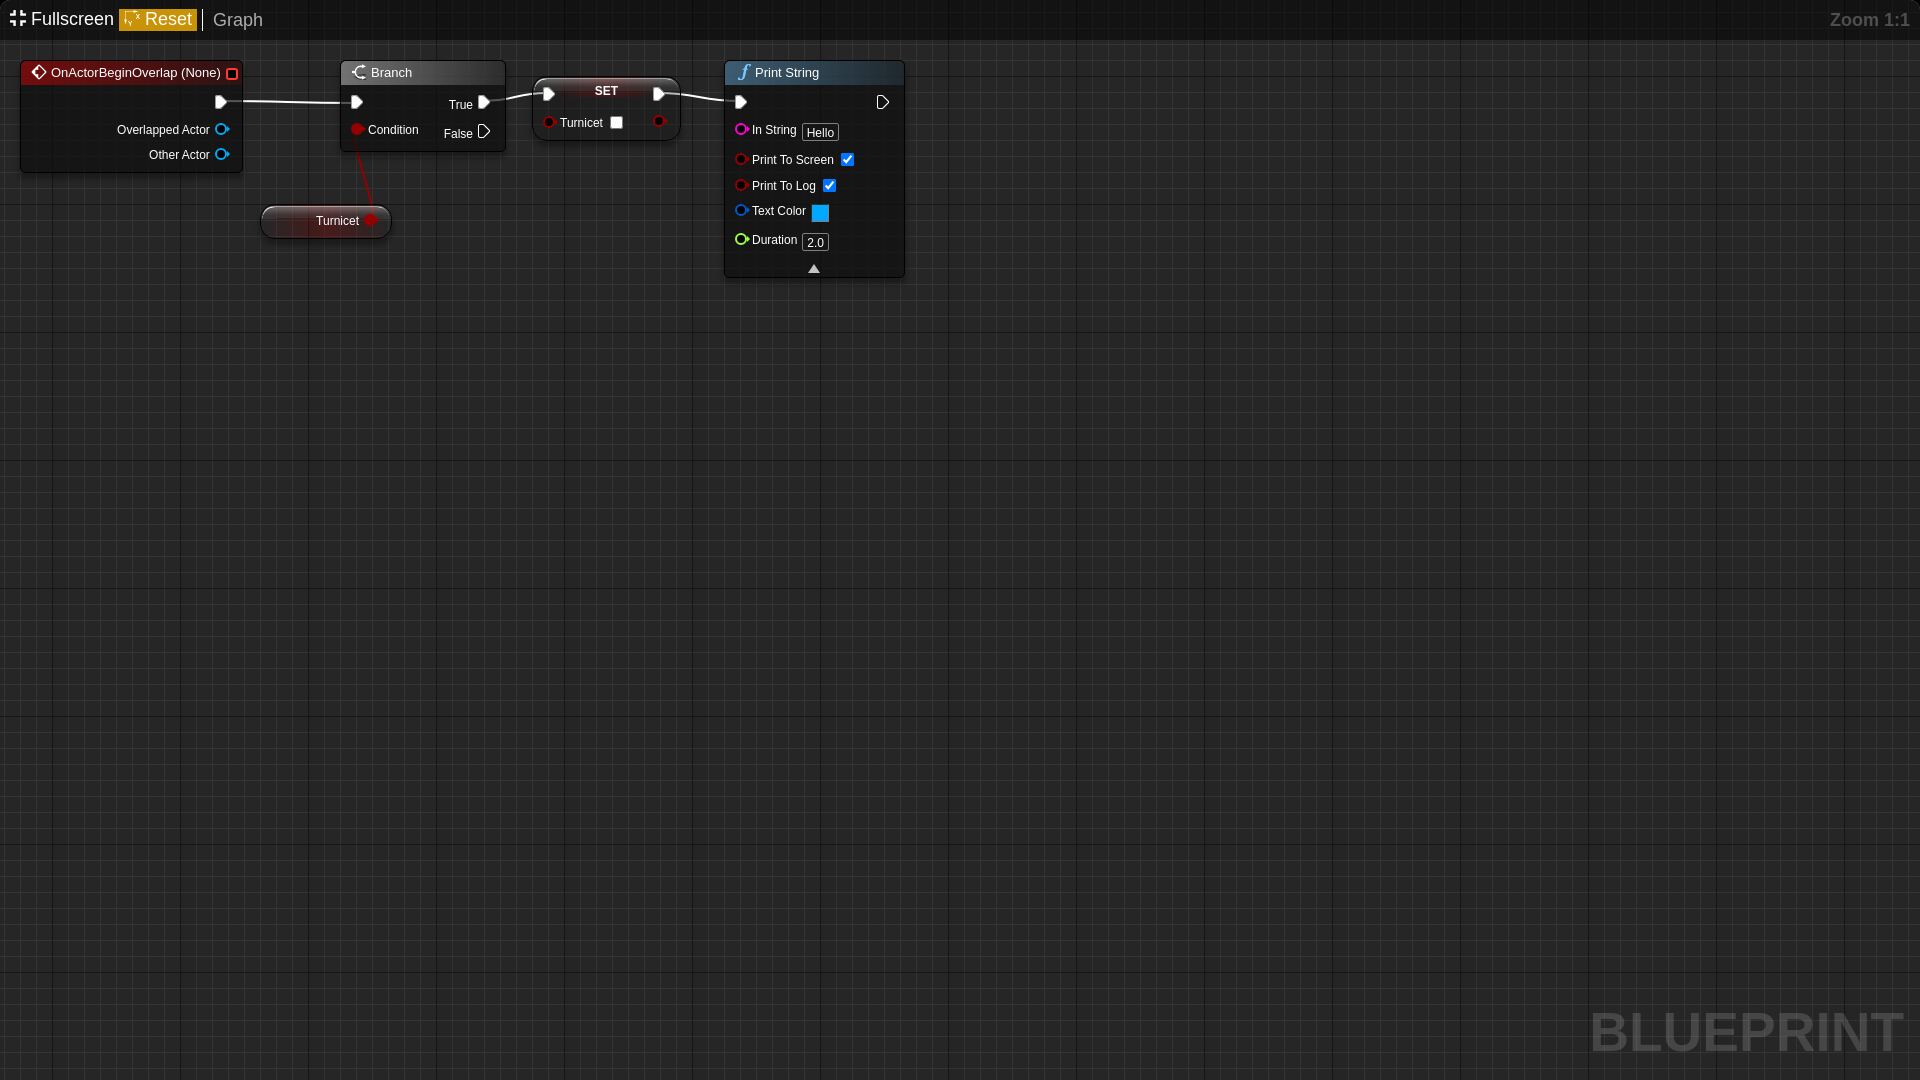 Fullscreen Reset Graph Zoom 1:1
OnActorBeginOverlap (None)
Overlapped Actor
Other Actor
Branch
True
Condition
False
Turnicet
SET
Turnicet
Print String
In String Hello
Print To Screen
Print To Log
Text Color
Duration 2.0
BLUEPRINT